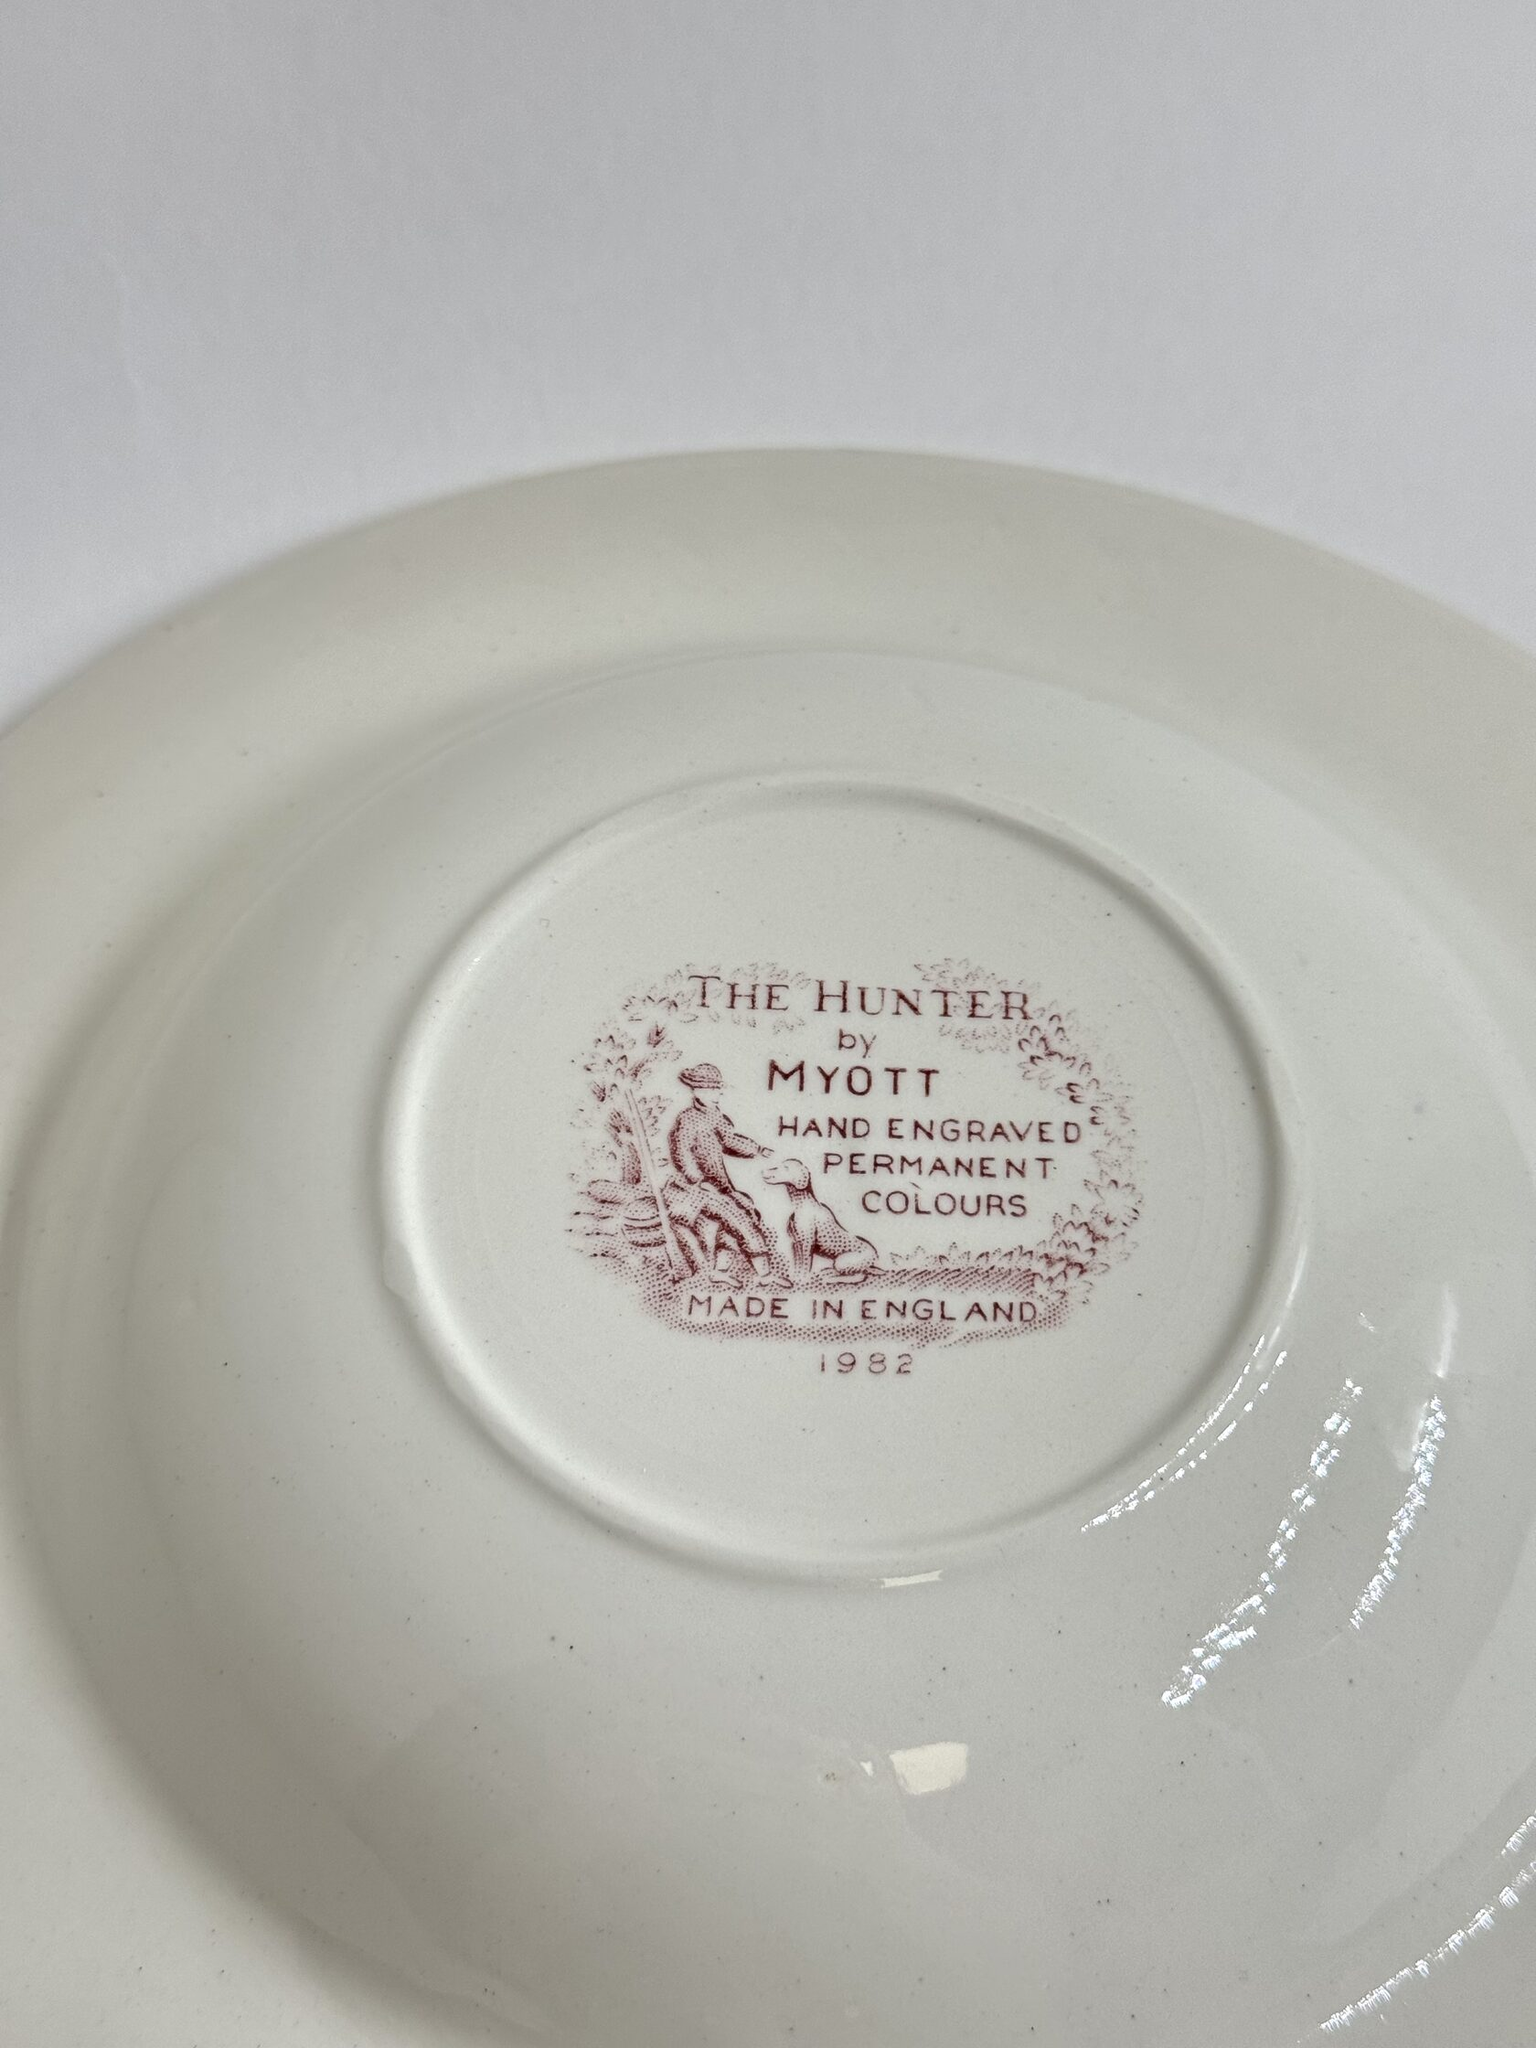 THE HUNTER
by
MYOTT
HAND ENGRAVED
PERMANENT
COLOURS
MADE IN ENGLAND
1982